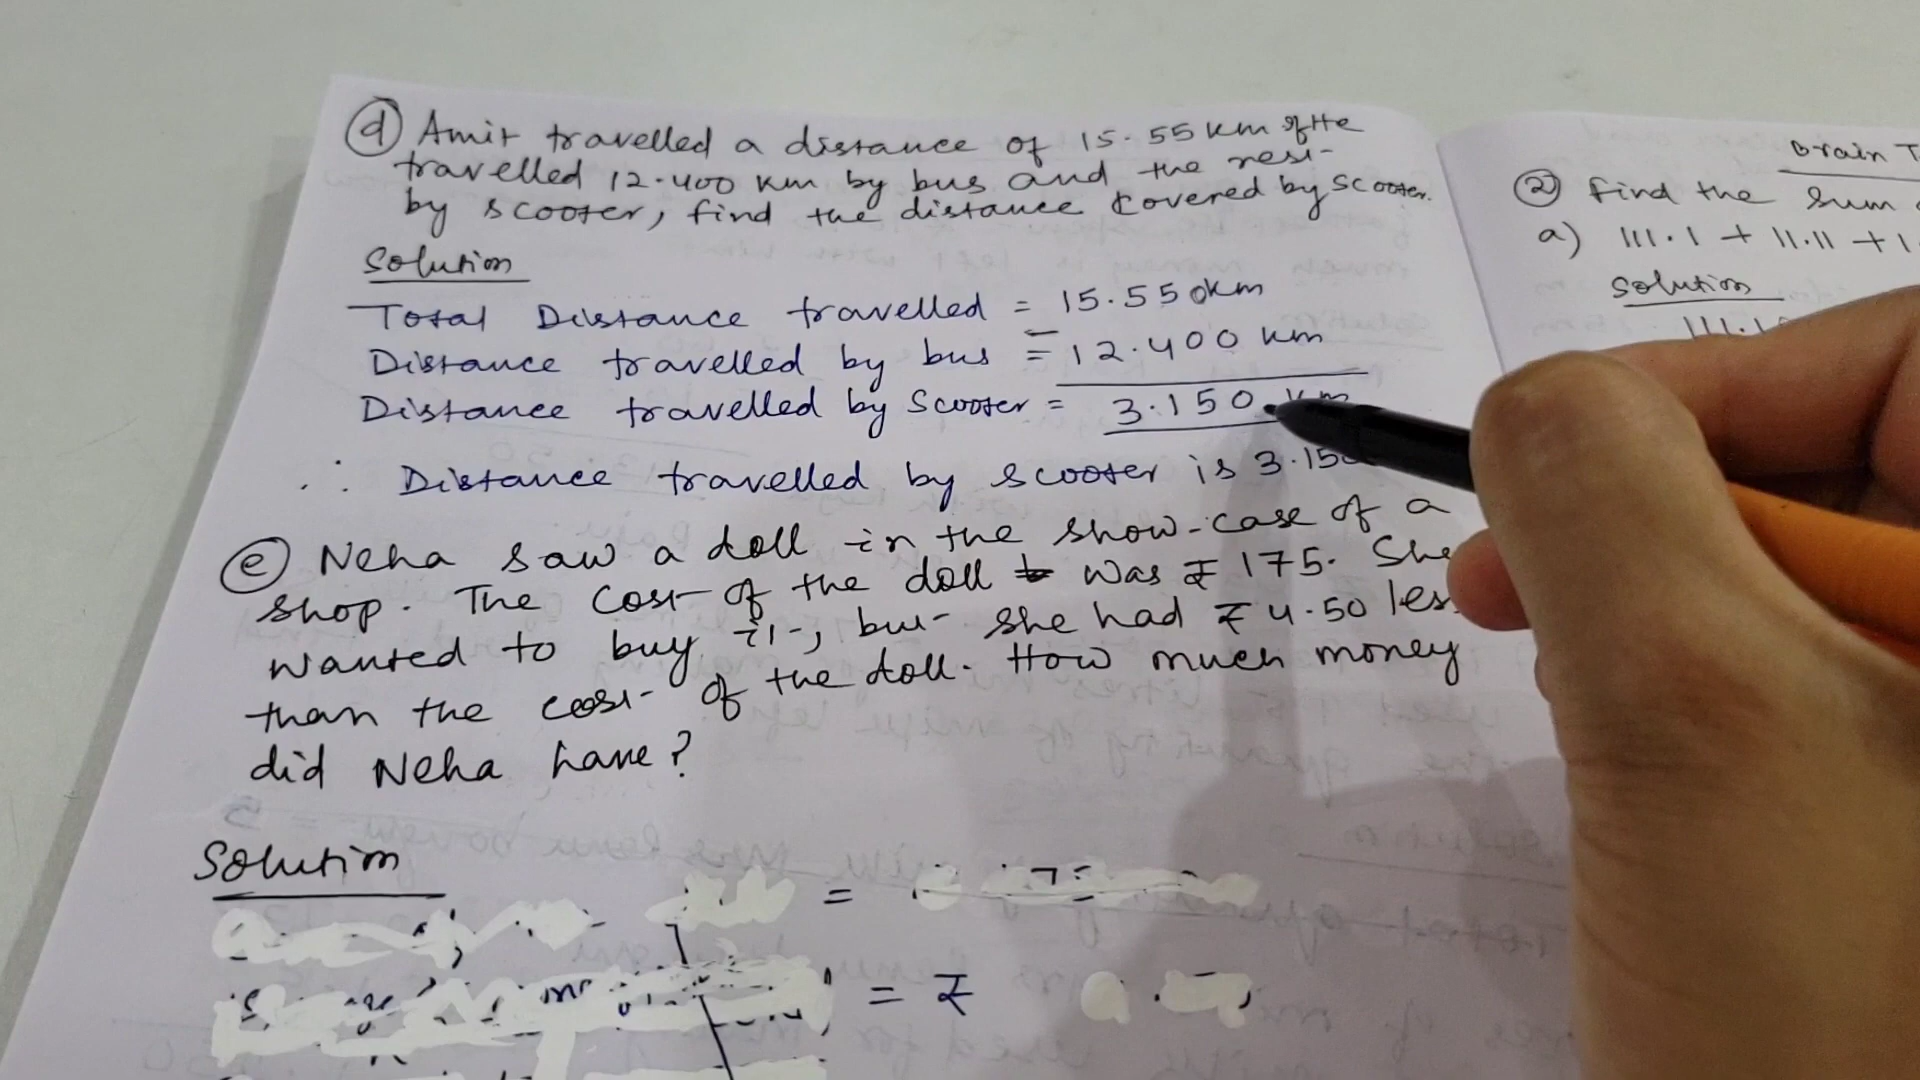 d Amit travelled a distance of 15.55 km if He
travelled 12.400 km by bus and the rest
by scooter, find the distance covered by scooter.
Solution
Total Distance travelled = 15.550km
Distance travelled by bus = - 12.400 km
Distance travelled by Scooter = 3.150 km
∴ Distance travelled by scooter is 3.150
e Neha saw a doll in the show-case of a
shop. The cost of the doll was ₹ 175. She
wanted to buy it, but she had ₹ 4.50 less
than the cost of the doll. How much money
did Neha have?
Solution
=
= ₹
Brain T
2 find the sum
a) 111.1 + 11.11 + 1
Solution